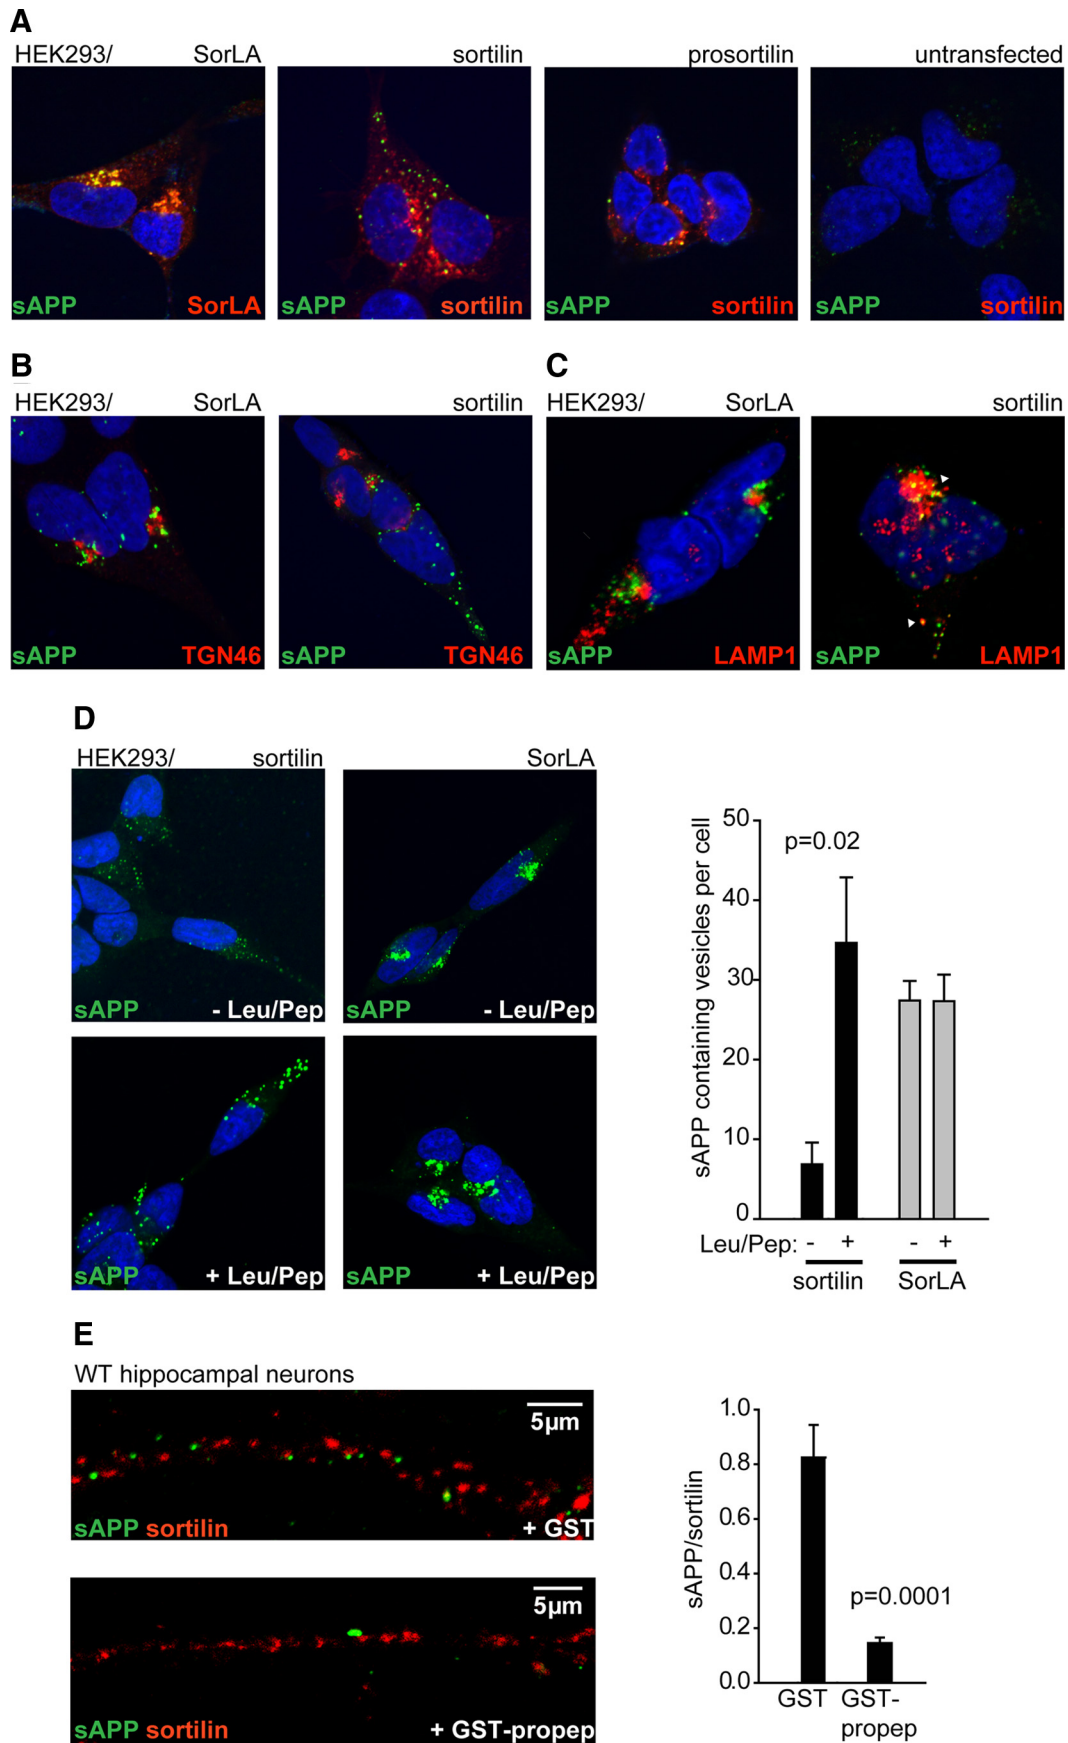 A
HEK293/ SorLA sortilin prosortilin untransfected
sAPP SorLA sAPP sortilin sAPP sortilin sAPP sortilin
B C
HEK293/ SorLA sortilin HEK293/ SorLA sortilin
sAPP TGN46 sAPP TGN46 sAPP LAMP1 sAPP LAMP1
D
HEK293/ sortilin SorLA
sAPP - Leu/Pep sAPP - Leu/Pep
sAPP + Leu/Pep sAPP + Leu/Pep
sAPP containing vesicles per cell
50
40
30
20
10
0
p=0.02
Leu/Pep: - + - +
sortilin SorLA
E
WT hippocampal neurons
5µm
sAPP sortilin + GST
5µm
sAPP sortilin + GST-propep
sAPP/sortilin
1.0
0.8
0.6
0.4
0.2
0.0
p=0.0001
GST GST-
propep